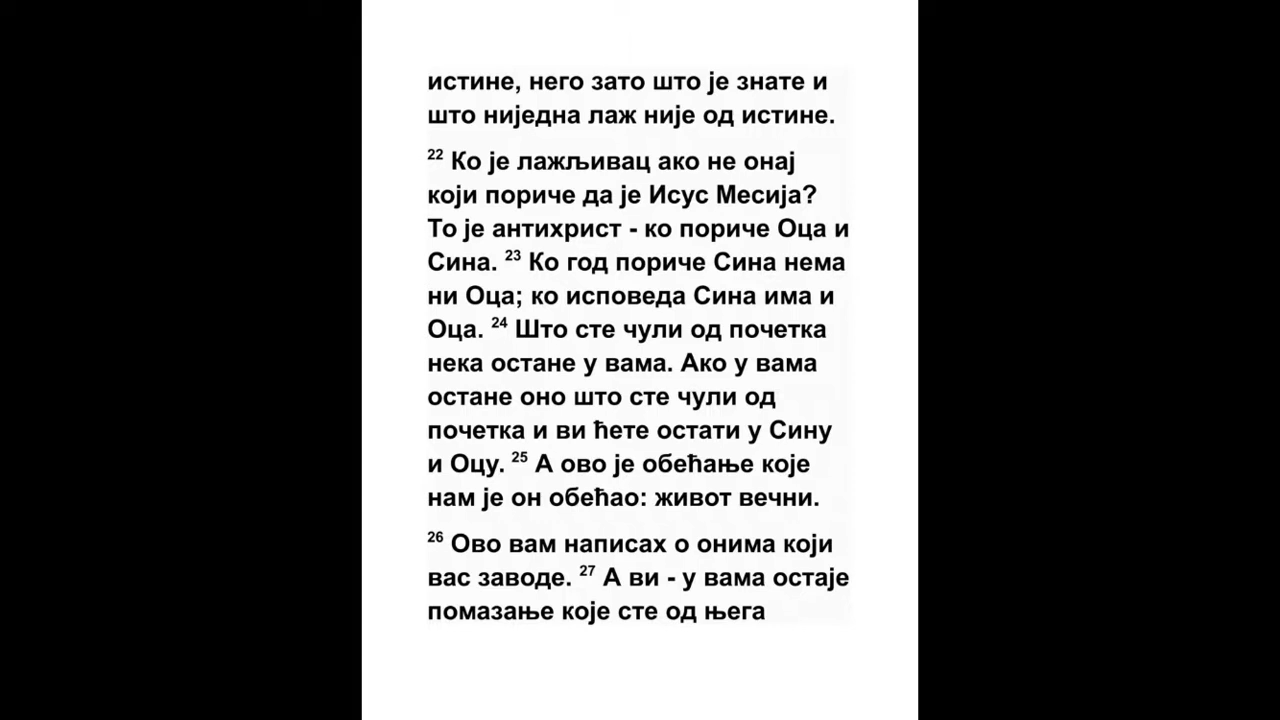 истине, него зато што је знате и
што ниједна лаж није од истине.
22 Ко је лажљивац ако не онај
који пориче да је Исус Месија?
То је антихрист - ко пориче Оца и
Сина. 23 Ко год пориче Сина нема
ни Оца; ко исповеда Сина има и
Оца. 24 Што сте чули од почетка
нека остане у вама. Ако у вама
остане оно што сте чули од
почетка и ви ћете остати у Сину
и Оцу. 25 А ово је обећање које
нам је он обећао: живот вечни.
26 Ово вам написах о онима који
вас заводе. 27 А ви - у вама остаје
помазање које сте од њега